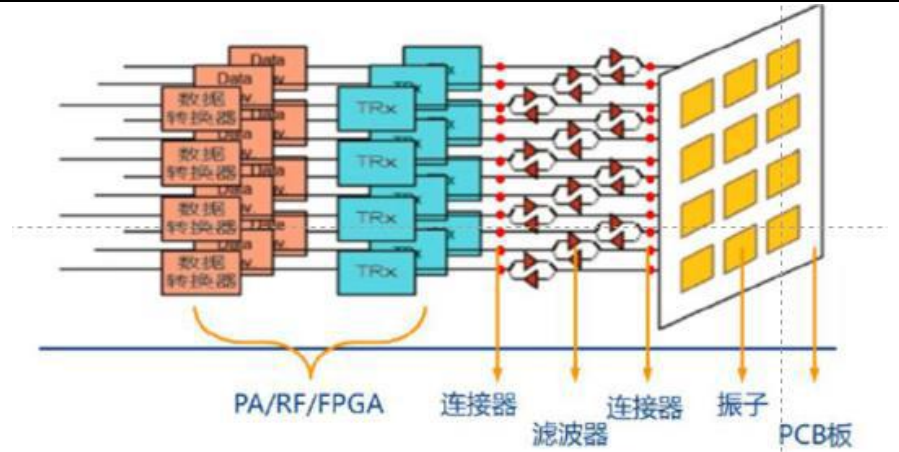 Data
Data
数据
转换器
TRx
数据
转换器
TRx
数据
转换器
TRx
数据
转换器
TRx
PA/RF/FPGA
连接器
滤波器
连接器
振子
PCB板